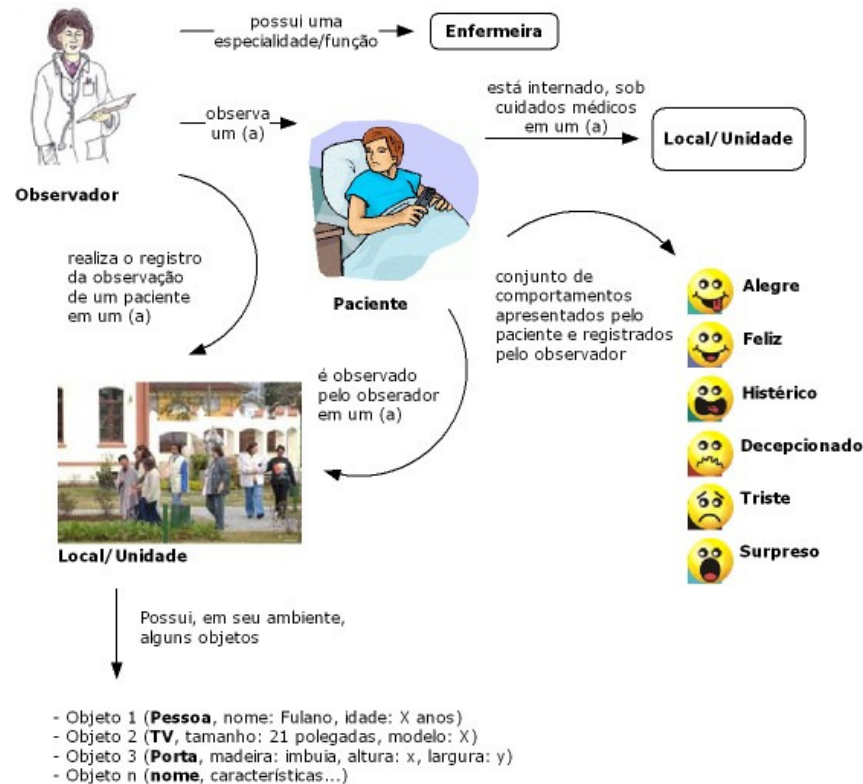 possui uma
especialidade/função
Enfermeira
observa
um (a)
está internado, sob
cuidados médicos
em um (a)
Local/Unidade
Observador
realiza o registro
da observação
de um paciente
em um (a)
Paciente
conjunto de
comportamentos
apresentados pelo
paciente e registrados
pelo observador
Alegre
Feliz
Histérico
Decepcionado
Triste
Surpreso
é observado
pelo obserador
em um (a)
Local/Unidade
Possui, em seu ambiente,
alguns objetos
- Objeto 1 (Pessoa, nome: Fulano, idade: X anos)
- Objeto 2 (TV, tamanho: 21 polegadas, modelo: X)
- Objeto 3 (Porta, madeira: imbuia, altura: x, largura: y)
- Objeto n (nome, características...)